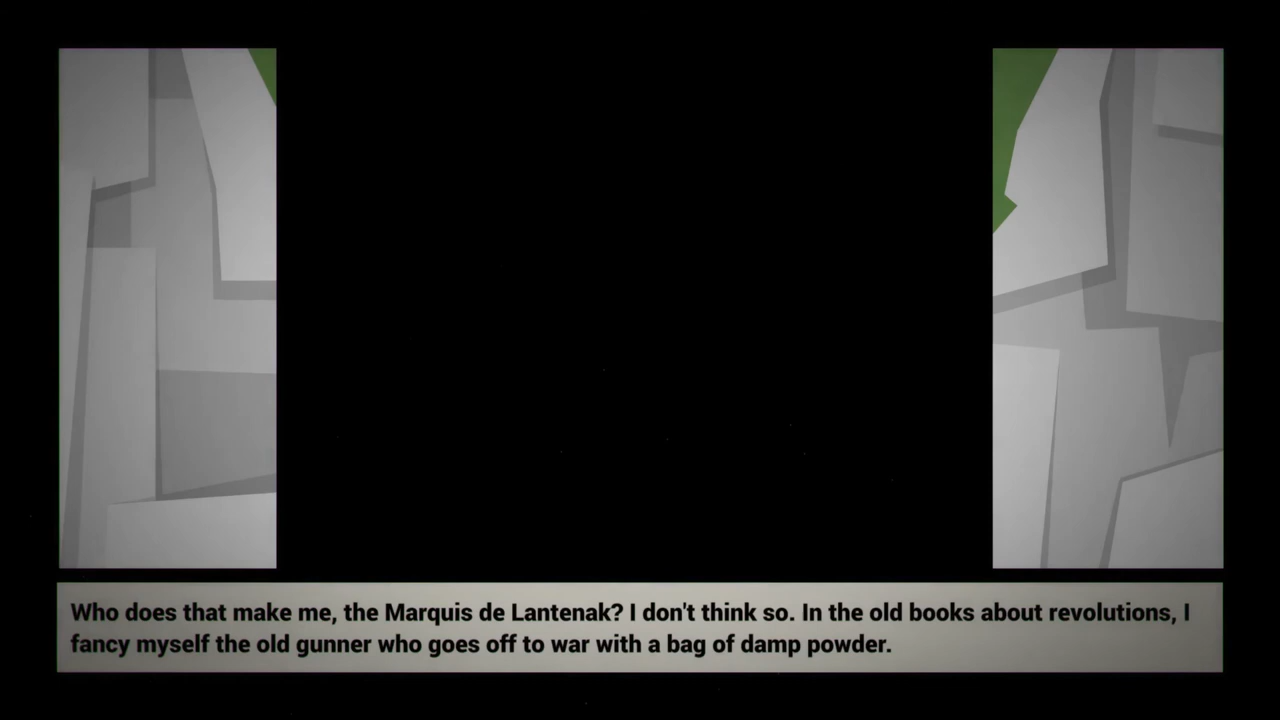 Who does that make me, the Marquis de Lantenak? I don't think so. In the old books about revolutions, I
fancy myself the old gunner who goes off to war with a bag of damp powder.